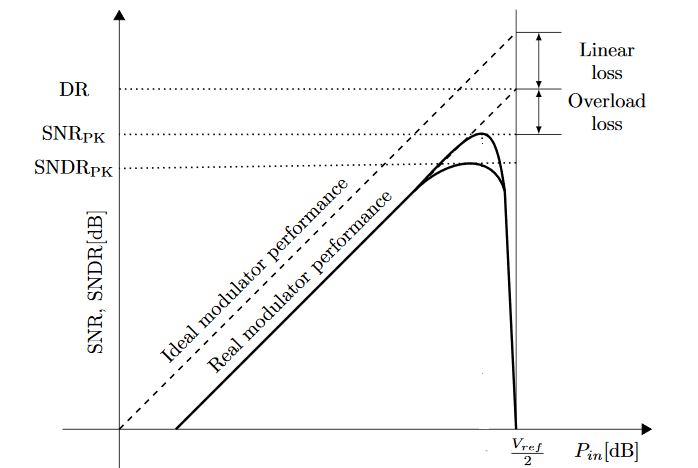 Linear
loss
DR
Overload
loss
SNR_PK
SNDR_PK
Ideal modulator performance
Real modulator performance
SNR, SNDR[dB]
V_ref/2
P_in[dB]